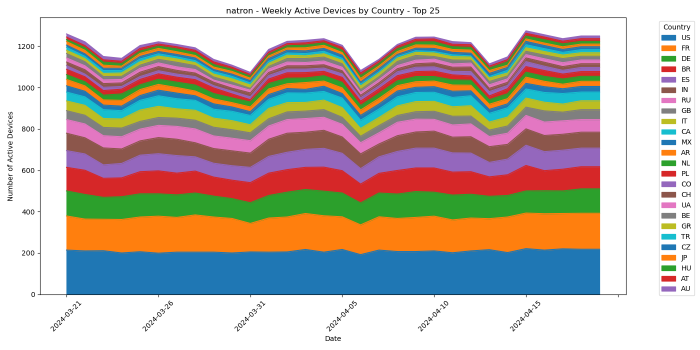 natron - Weekly Active Devices by Country - Top 25
Number of Active Devices
1200
1000
800
600
400
200
0
2024-03-21
2024-03-26
2024-03-31
2024-04-05
2024-04-10
2024-04-15
Date
Country
US
FR
DE
BR
ES
IN
RU
GB
IT
CA
MX
AR
NL
PL
CO
CH
UA
BE
GR
TR
CZ
JP
HU
AT
AU